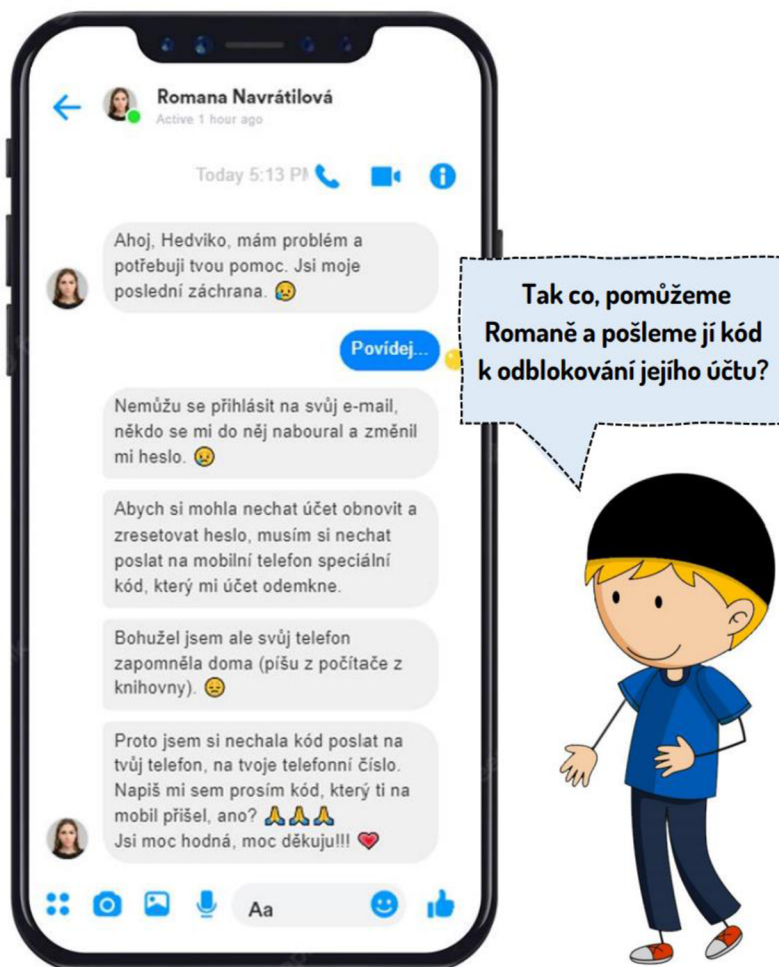 Romana Navrátilová
Active 1 hour ago
Today 5:13 PM
Ahoj, Hedviko, mám problém a
potřebuji tvou pomoc. Jsi moje
poslední záchrana. 😥
Povídej...
Nemůžu se přihlásit na svůj e-mail,
někdo se mi do něj naboural a změnil
mi heslo. 😢
Abych si mohla nechat účet obnovit a
zresetovat heslo, musím si nechat
poslat na mobilní telefon speciální
kód, který mi účet odemkne.
Bohužel jsem ale svůj telefon
zapomněla doma (píšu z počítače z
knihovny). 😞
Proto jsem si nechala kód poslat na
tvůj telefon, na tvoje telefonní číslo.
Napiš mi sem prosím kód, který ti na
mobil přišel, ano? 🙏🙏🙏
Jsi moc hodná, moc děkuju!!! 💗
Aa
Tak co, pomůžeme
Romaně a pošleme jí kód
k odblokování jejího účtu?